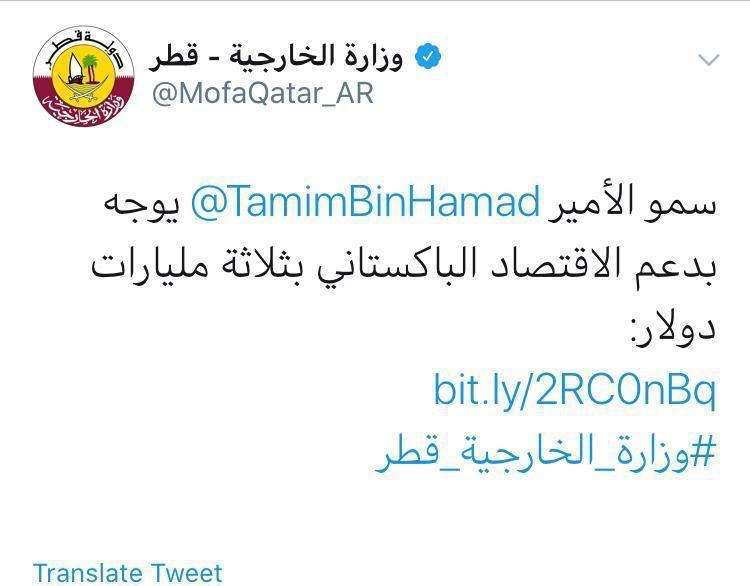 دولة قطر
وزارة الخارجية
وزارة الخارجية - قطر
@MofaQatar_AR
سمو الأمير @TamimBinHamad يوجه
بدعم الاقتصاد الباكستاني بثلاثة مليارات
دولار:
bit.ly/2RC0nBq
#وزارة_الخارجية_قطر
Translate Tweet